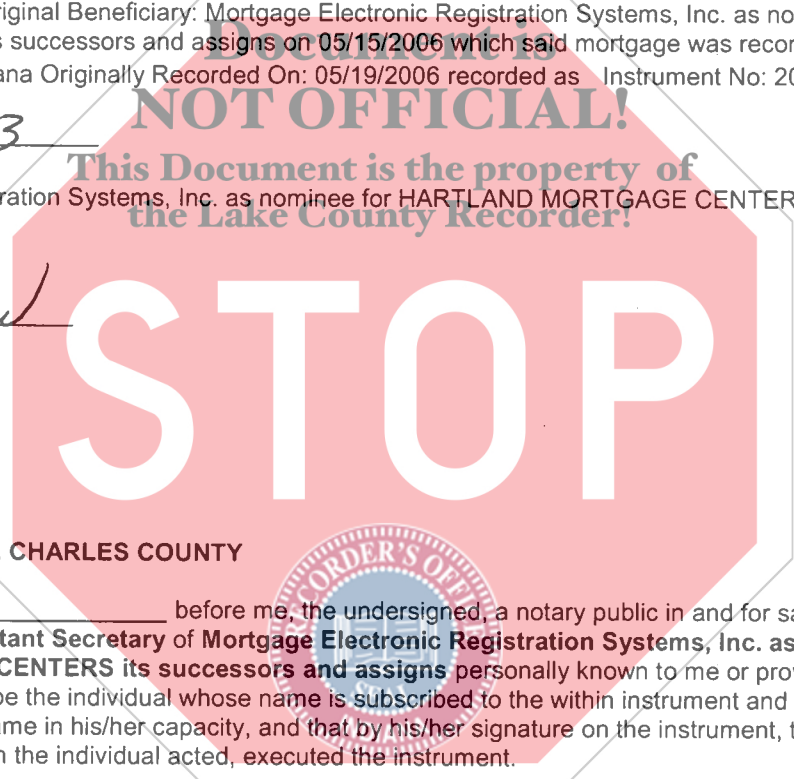 riginal Beneficiary: Mortgage Electronic Registration Systems, Inc. as no
Document is
s successors and assigns on 05/15/2006 which said mortgage was recor
ana Originally Recorded On: 05/19/2006 recorded as Instrument No: 20
NOT OFFICIAL!
3
This Document is the property of
ration Systems, Inc. as nominee for HARTLAND MORTGAGE CENTER
the Lake County Recorder!
STOP
CHARLES COUNTY
RECORDER'S OFFI
before me, the undersigned, a notary public in and for sa
tant Secretary of Mortgage Electronic Registration Systems, Inc. as
CENTERS its successors and assigns personally known to me or prov
SEAL
be the individual whose name is subscribed to the within instrument and
ame in his/her capacity, and that by his/her signature on the instrument, t
h the individual acted, executed the instrument.